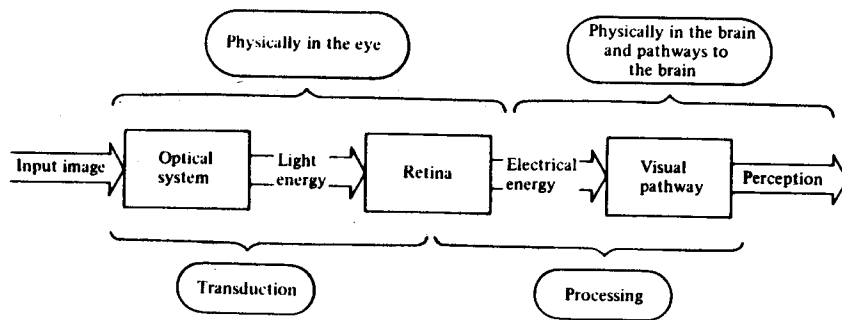 Physically in the eye
Physically in the brain
and pathways to
the brain
Input image
Optical
system
Light
energy
Retina
Electrical
energy
Visual
pathway
Perception
Transduction
Processing